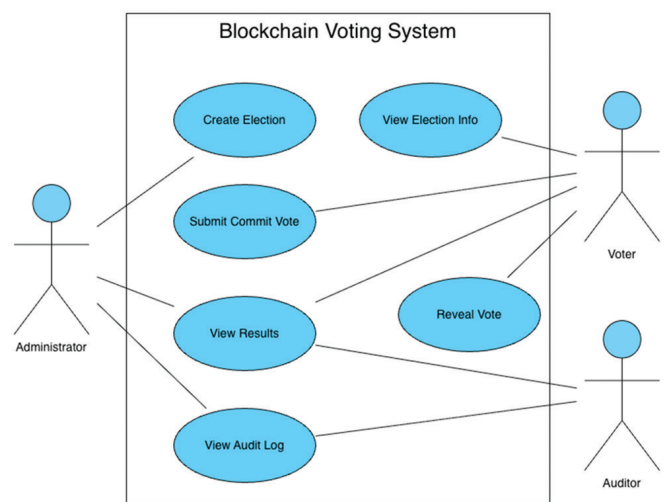 Blockchain Voting System
Create Election
View Election Info
Submit Commit Vote
Voter
View Results
Reveal Vote
Administrator
View Audit Log
Auditor